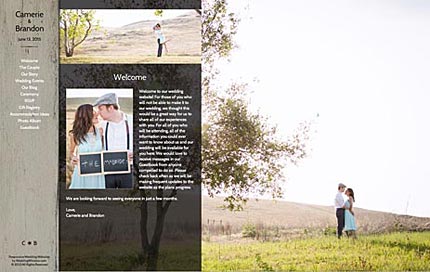 Camerie
&
Brandon
June 13, 2015
Welcome
The Couple
Our Story
Wedding Events
Our Blog
Ceremony
RSVP
Gift Registry
Accommodation Ideas
Photo Album
Guestbook
C B
Welcome
Welcome to our wedding
website! For those of you who
will not be able to make it to
our wedding, we thought this
would be a great way for us to
share all of our experiences
with you. For all of you who
will be attending, all of the
information you could ever
want to know about us and our
wedding will be available for
you here. We would love to
receive messages in our
Guestbook from anyone
compelled to do so. Please
check back often as we will be
making frequent updates to the
website as the plans progress.
We are looking forward to seeing everyone in just a few months.
Love,
Camerie and Brandon